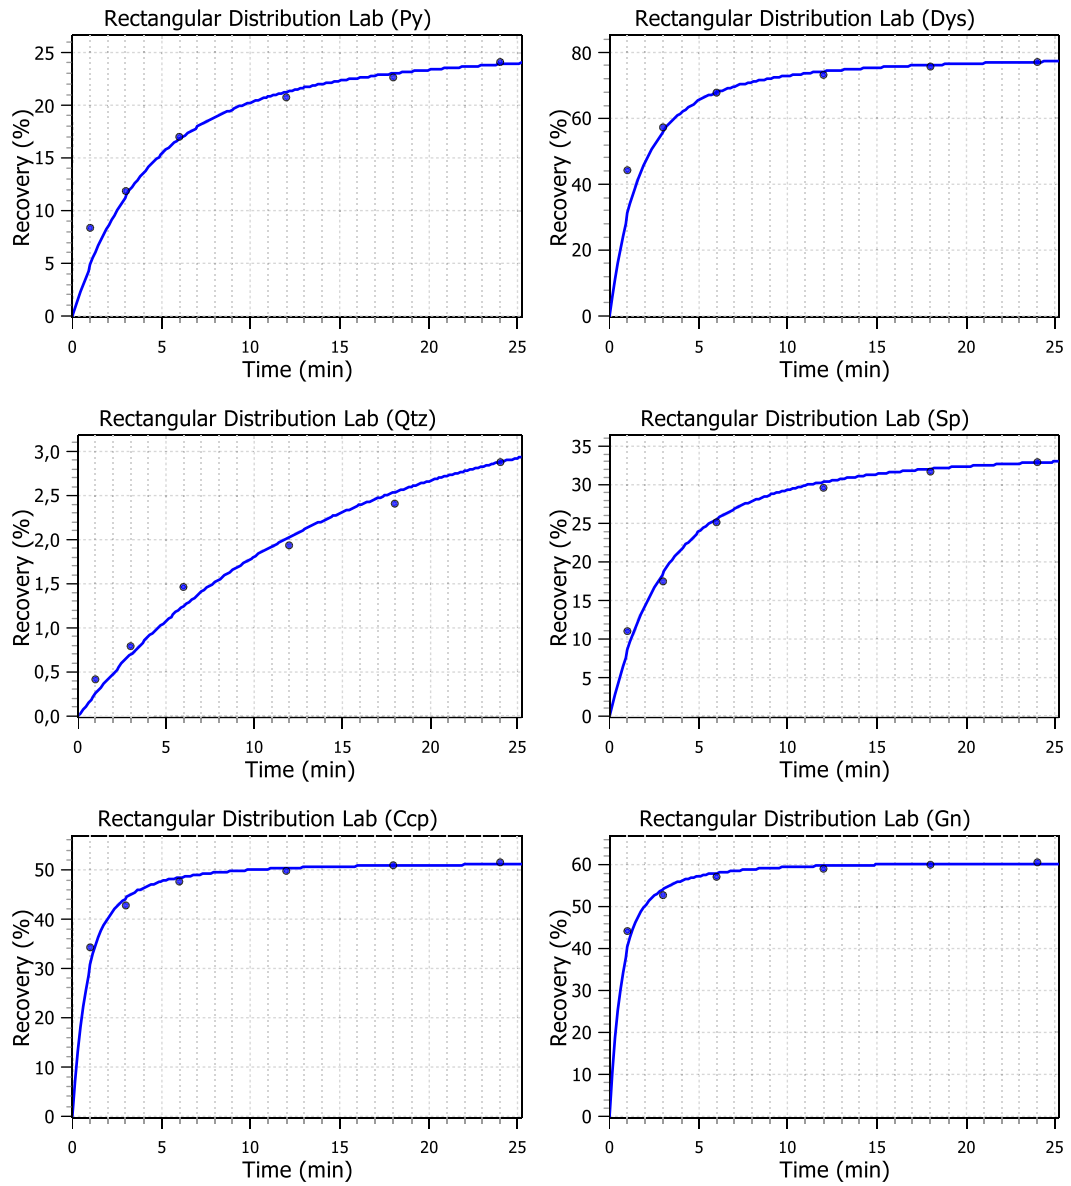 Rectangular Distribution Lab (Py)
Recovery (%)
25
20
15
10
5
0
0 5 10 15 20 25
Time (min)
Rectangular Distribution Lab (Dys)
Recovery (%)
80
60
40
20
0
0 5 10 15 20 25
Time (min)
Rectangular Distribution Lab (Qtz)
Recovery (%)
3,0
2,5
2,0
1,5
1,0
0,5
0,0
0 5 10 15 20 25
Time (min)
Rectangular Distribution Lab (Sp)
Recovery (%)
35
30
25
20
15
10
5
0
0 5 10 15 20 25
Time (min)
Rectangular Distribution Lab (Ccp)
Recovery (%)
50
40
30
20
10
0
0 5 10 15 20 25
Time (min)
Rectangular Distribution Lab (Gn)
Recovery (%)
60
50
40
30
20
10
0
0 5 10 15 20 25
Time (min)